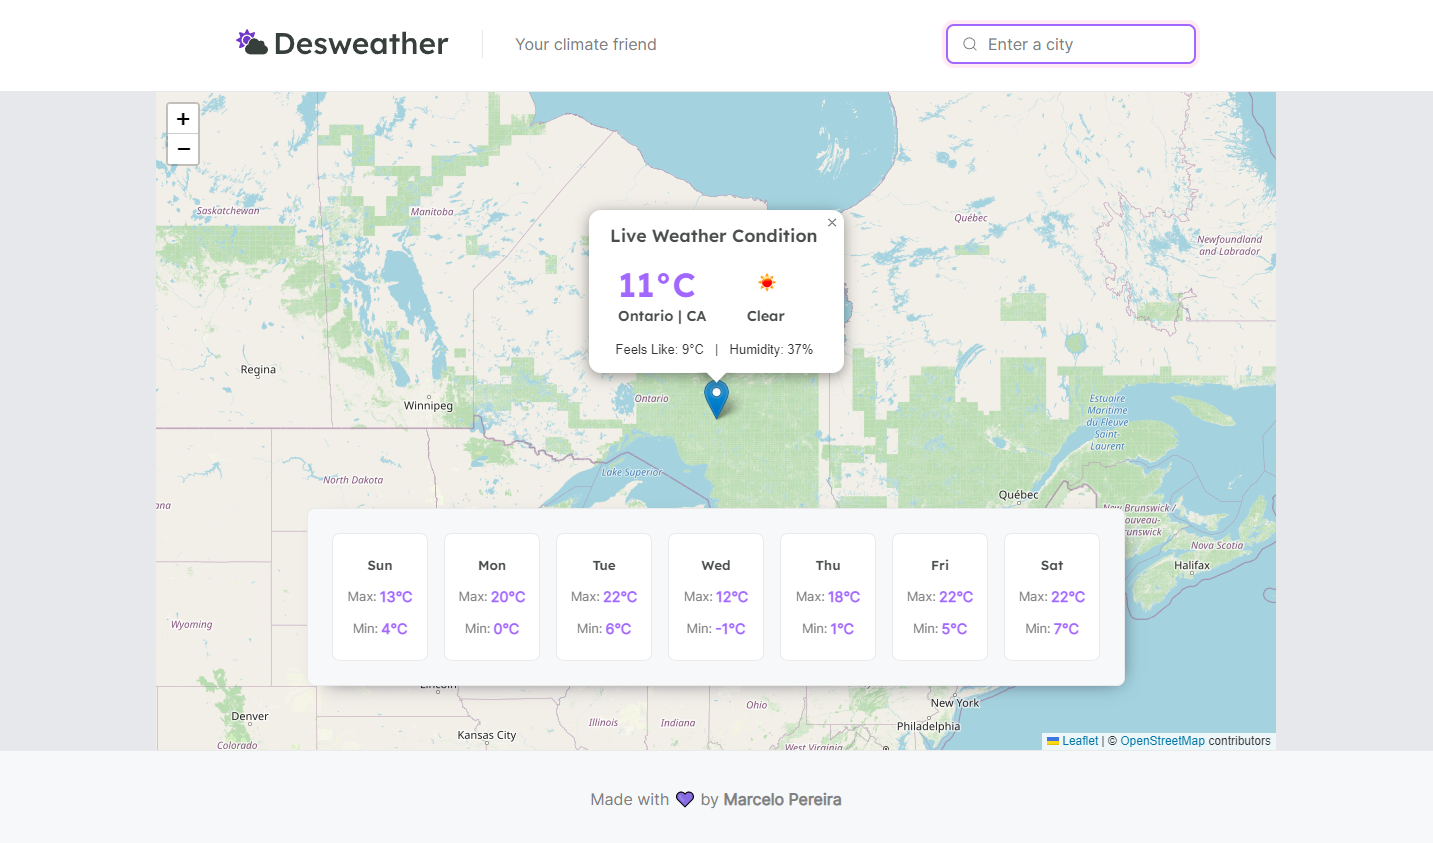 Desweather
Your climate friend
Enter a city
+
−
Saskatchewan
Manitoba
Québec
Newfoundland
and Labrador
×
Live Weather Condition
11°C
Ontario | CA
Clear
Feels Like: 9°C | Humidity: 37%
Regina
Winnipeg
Ontario
Estuaire
Maritime
du Fleuve
Saint-
Laurent
Lake Superior
North Dakota
Québec
ana
New Brunswick /
ouveau-
runswick
Nova Scotia
Halifax
Wyoming
Sun
Max: 13°C
Min: 4°C
Mon
Max: 20°C
Min: 0°C
Tue
Max: 22°C
Min: 6°C
Wed
Max: 12°C
Min: -1°C
Thu
Max: 18°C
Min: 1°C
Fri
Max: 22°C
Min: 5°C
Sat
Max: 22°C
Min: 7°C
Lincoln
Denver
Colorado
Kansas City
Illinois
Indiana
Ohio
West Virginia
New York
Philadelphia
Leaflet | © OpenStreetMap contributors
Made with 💜 by Marcelo Pereira